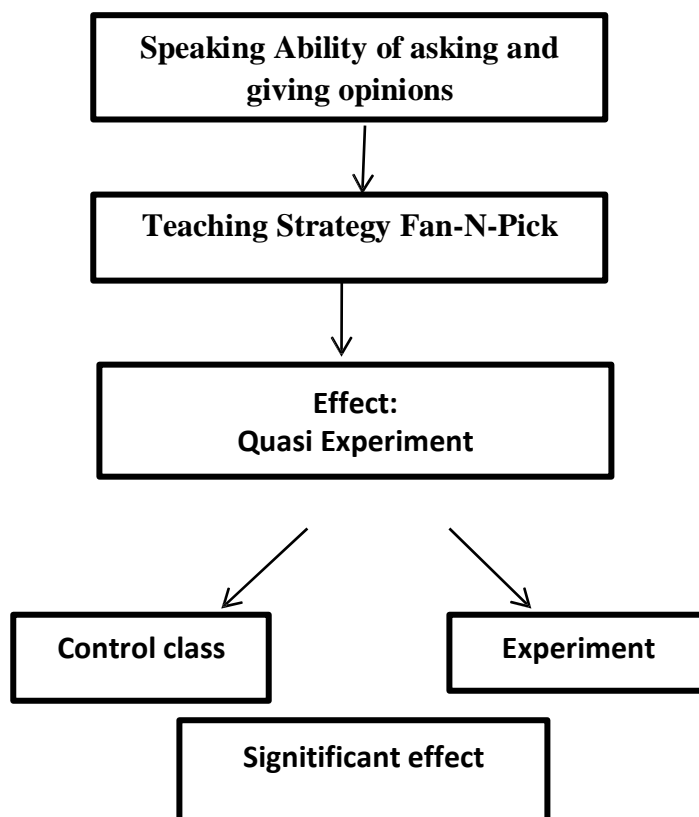 Speaking Ability of asking and
giving opinions
Teaching Strategy Fan-N-Pick
Effect:
Quasi Experiment
Control class
Experiment
Signitificant effect